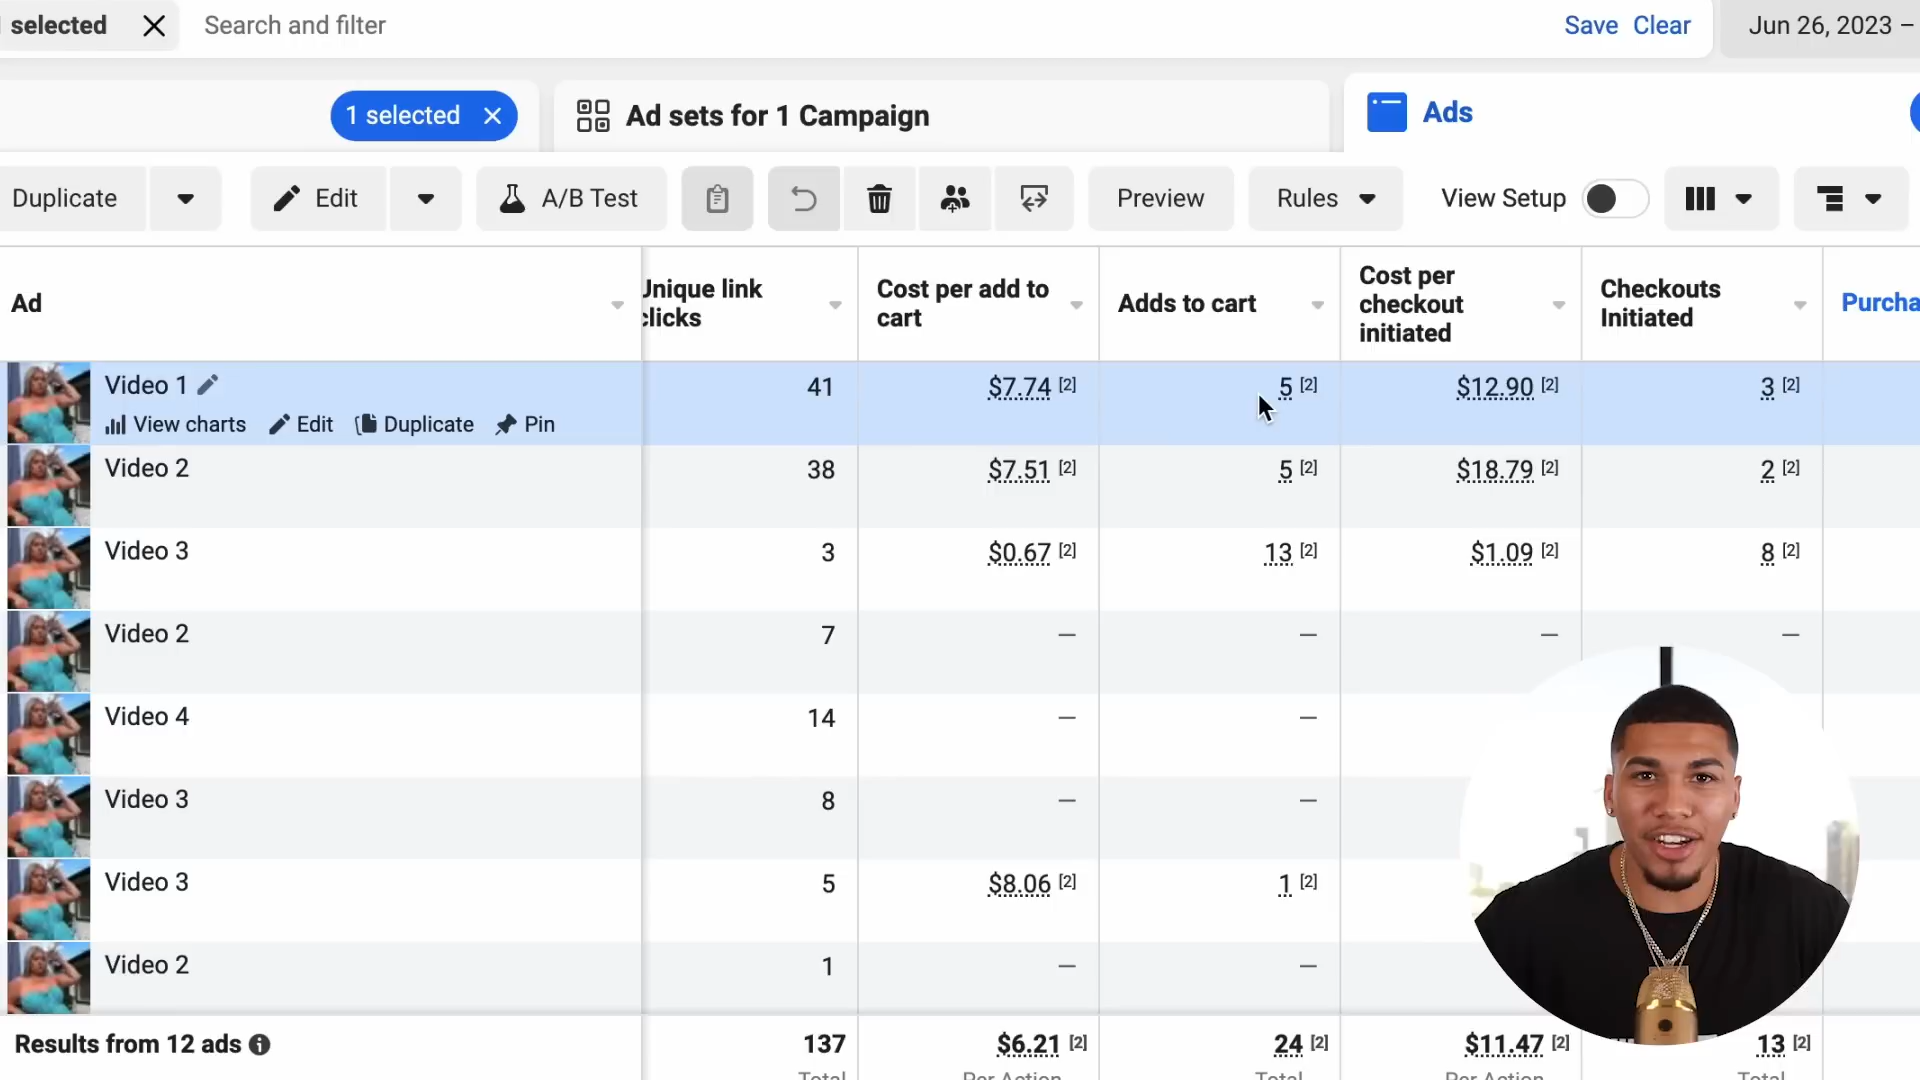 selected Search and filter Save Clear Jun 26, 2023 –
1 selected Ad sets for 1 Campaign Ads
Duplicate Edit A/B Test Preview Rules View Setup
Ad
Unique link
clicks
Cost per add to
cart
Adds to cart
Cost per
checkout
initiated
Checkouts
Initiated
Purcha
Video 1 41 $7.74 [2] 5 [2] $12.90 [2] 3 [2]
View charts Edit Duplicate Pin
Video 2 38 $7.51 [2] 5 [2] $18.79 [2] 2 [2]
Video 3 3 $0.67 [2] 13 [2] $1.09 [2] 8 [2]
Video 2 7 — — — —
Video 4 14 — —
Video 3 8 — —
Video 3 5 $8.06 [2] 1 [2]
Video 2 1 — —
Results from 12 ads 137 $6.21 [2] 24 [2] $11.47 [2] 13 [2]
Total Per Action Total Per Action Total